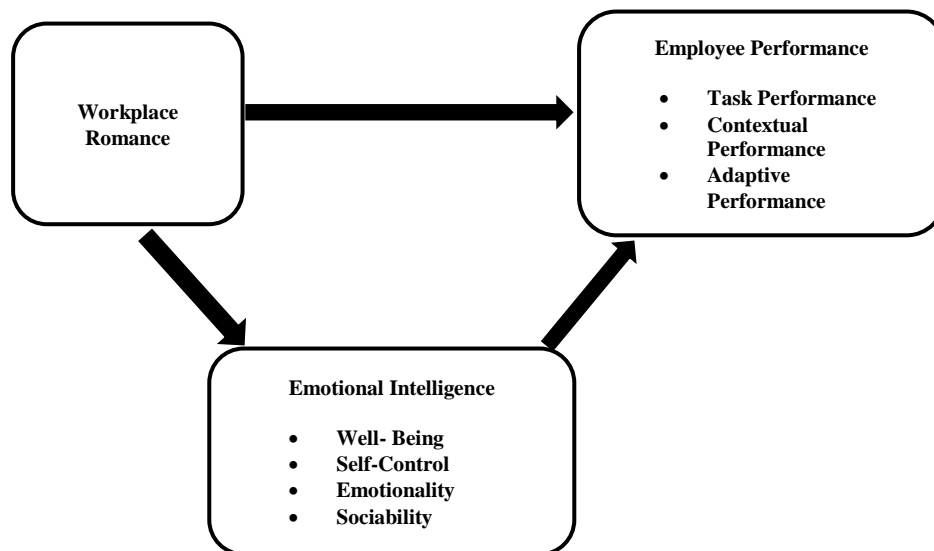 Workplace
Romance
Employee Performance
• Task Performance
• Contextual
Performance
• Adaptive
Performance
Emotional Intelligence
• Well- Being
• Self-Control
• Emotionality
• Sociability